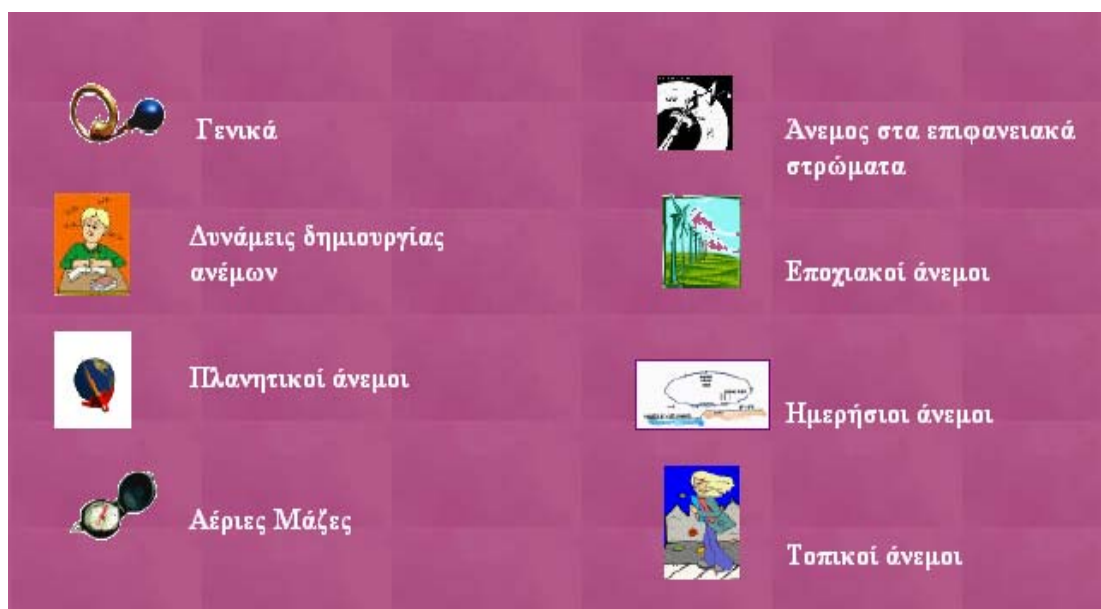 Γενικά
Δυνάμεις δημιουργίας
ανέμων
Πλανητικοί άνεμοι
Αέριες Μάζες
Άνεμος στα επιφανειακά
στρώματα
Εποχιακοί άνεμοι
Ημερήσιοι άνεμοι
Τοπικοί άνεμοι